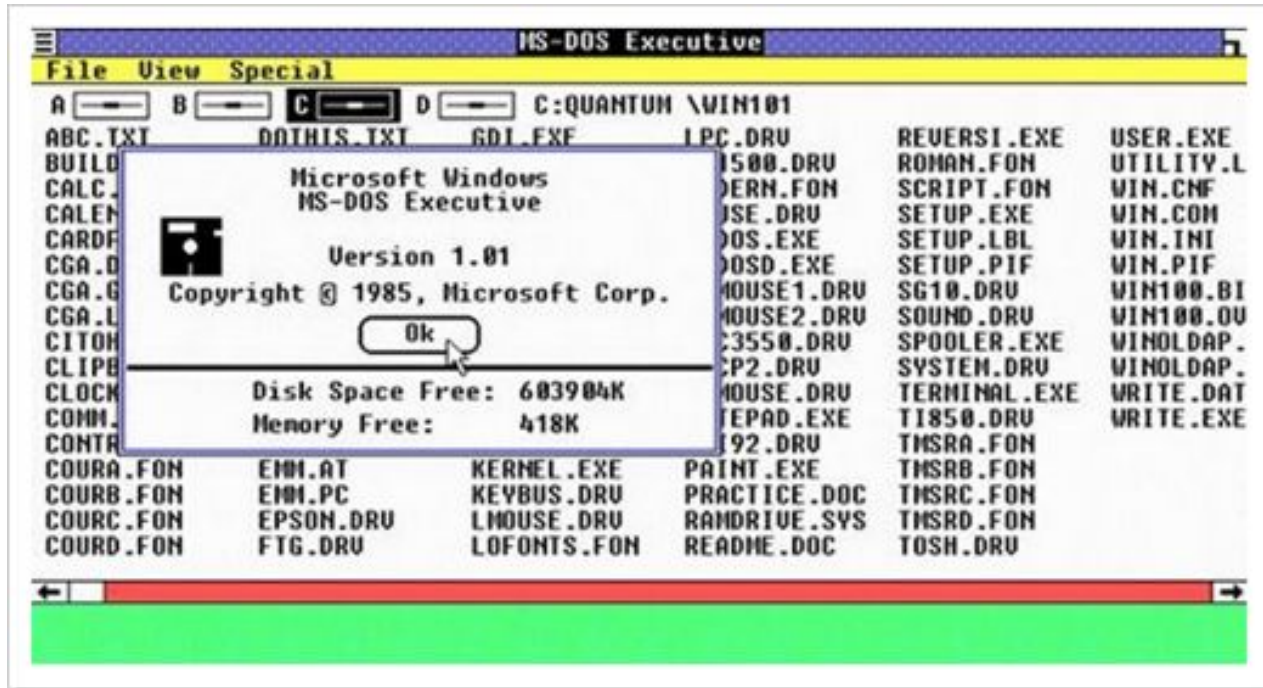 MS-DOS Executive
File View Special
A B C D C:QUANTUM \WIN101
ABC.TXT DOTHIS.TXT GDI.EXE LPC.DRV REVERSI.EXE USER.EXE
BUILD 1500.DRV ROMAN.FON UTILITY.L
CALC. DERN.FON SCRIPT.FON WIN.CNF
CALEN USE.DRV SETUP.EXE WIN.COM
CARDF DOS.EXE SETUP.LBL WIN.INI
CGA.D DOSD.EXE SETUP.PIF WIN.PIF
CGA.G MOUSE1.DRV SG10.DRV WIN100.BI
CGA.L MOUSE2.DRV SOUND.DRV WIN100.OV
CITOH C3550.DRV SPOOLER.EXE WINOLDAP.
CLIPB CP2.DRV SYSTEM.DRV WINOLDAP.
CLOCK MOUSE.DRV TERMINAL.EXE WRITE.DAT
COMM. TEPAD.EXE TI850.DRV WRITE.EXE
CONTR 92.DRV TMSRA.FON
COURA.FON EMM.AT KERNEL.EXE PAINT.EXE TMSRB.FON
COURB.FON EMM.PC KEYBUS.DRV PRACTICE.DOC TMSRC.FON
COURC.FON EPSON.DRV LMOUSE.DRV RAMDRIVE.SYS TMSRD.FON
COURD.FON FTG.DRV LOFONTS.FON README.DOC TOSH.DRV
Microsoft Windows
MS-DOS Executive
Version 1.01
Copyright © 1985, Microsoft Corp.
Ok
Disk Space Free: 603904K
Memory Free: 418K